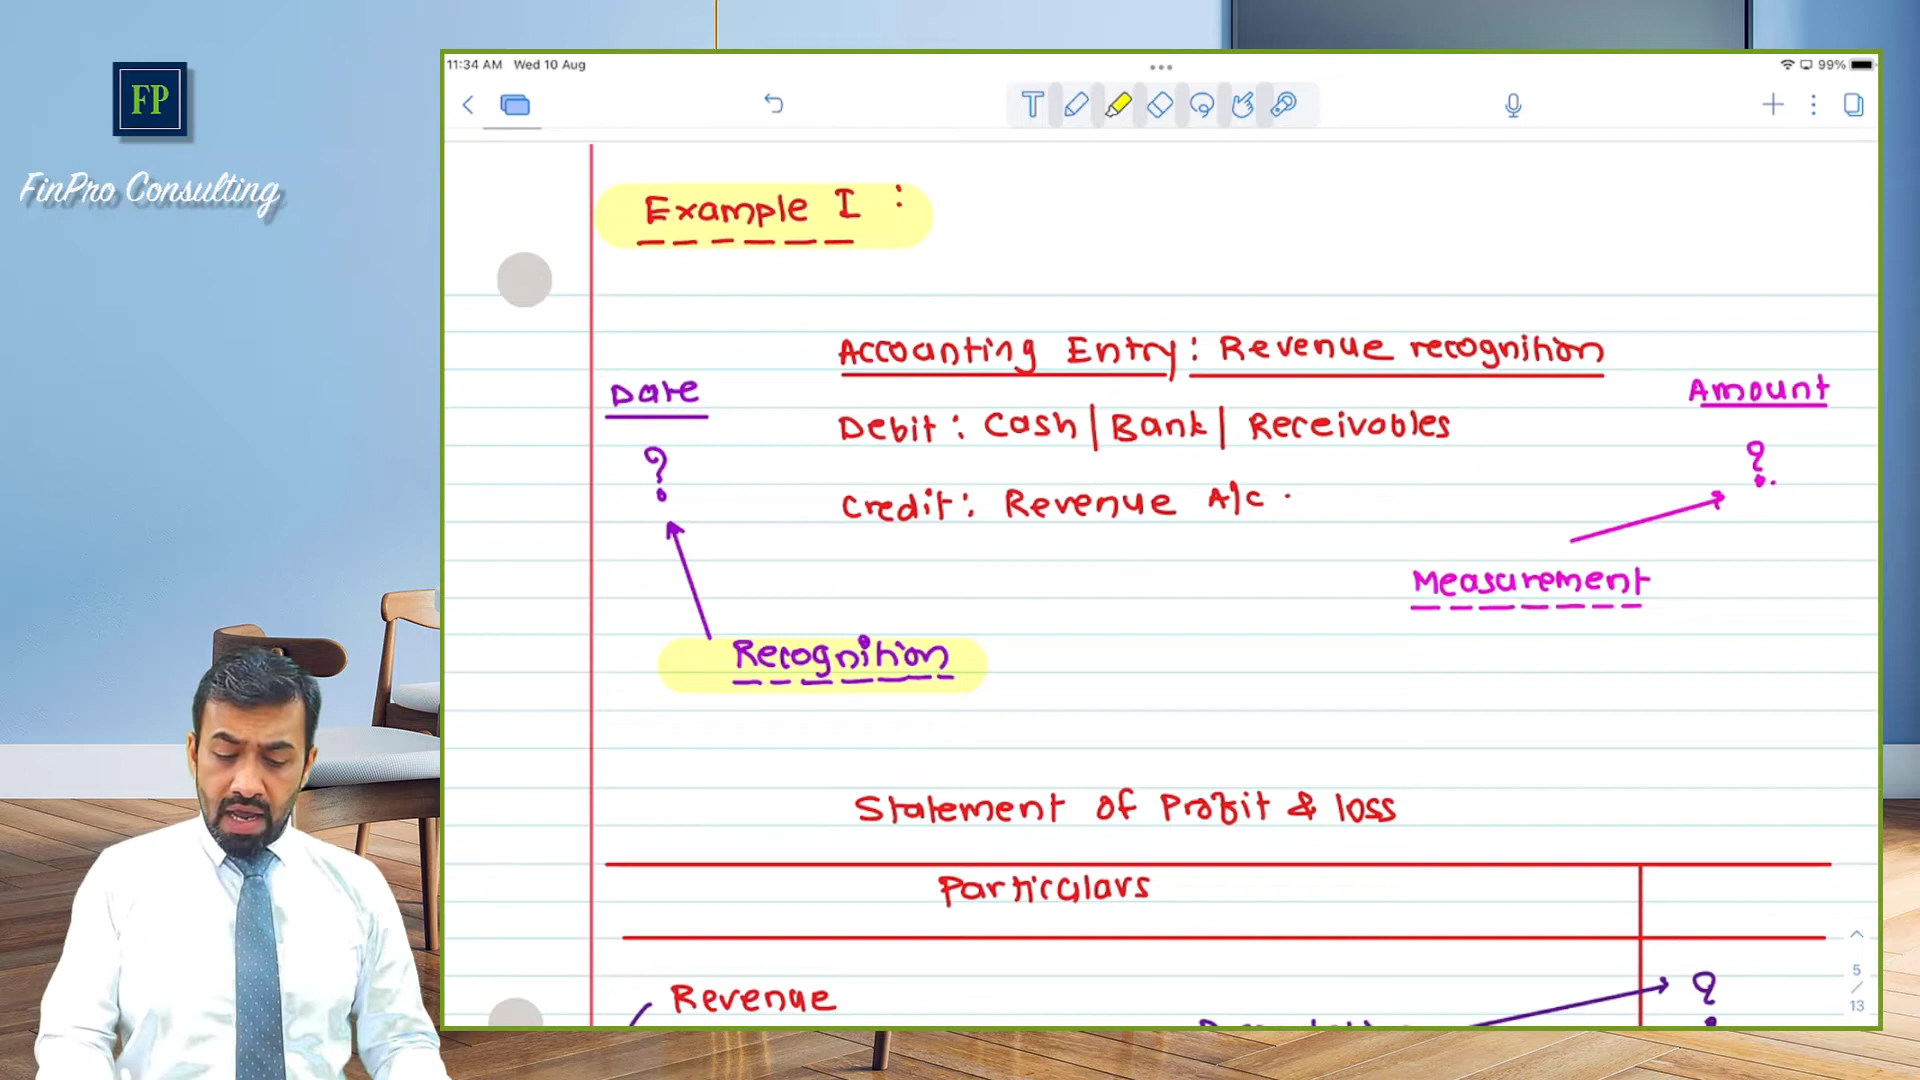 FP
FinPro Consulting
11:34 AM Wed 10 Aug
99%
T
Example I :
Accounting Entry : Revenue recognition
Date
Amount
Debit : Cash | Bank | Receivables
?
?
Credit : Revenue A/c .
Measurement
Recognition
Statement of Profit & loss
Particulars
5
/
13
Revenue
?